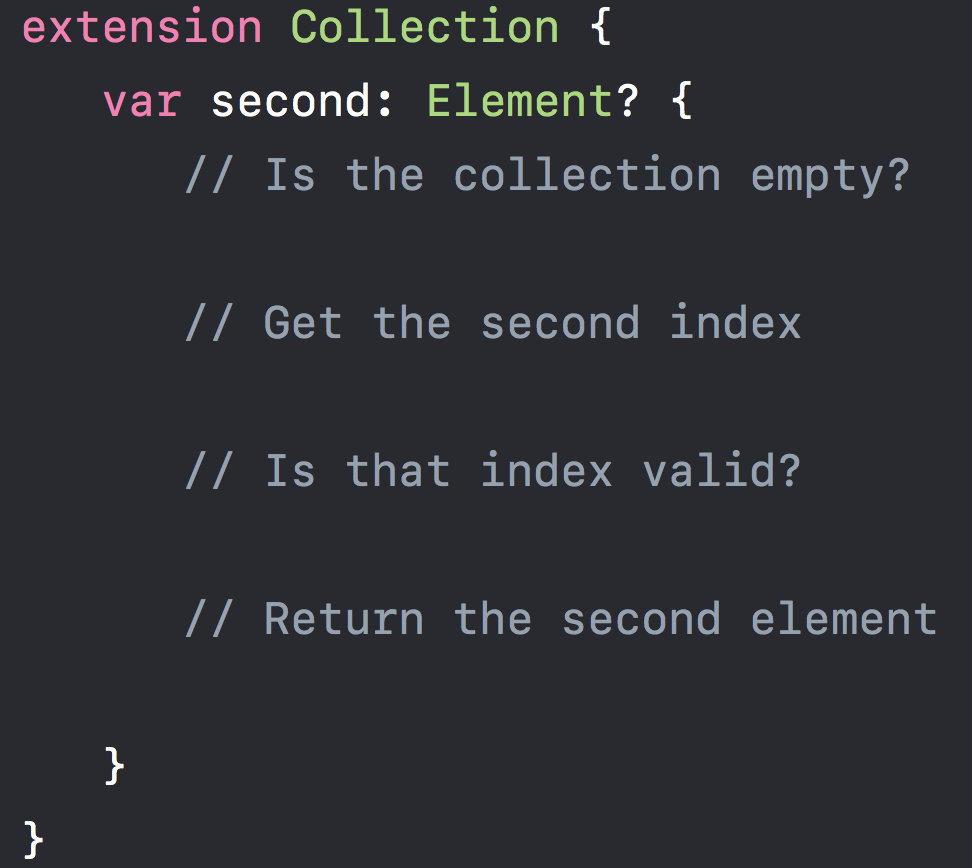 extension Collection {
var second: Element? {
// Is the collection empty?
// Get the second index
// Is that index valid?
// Return the second element
}
}